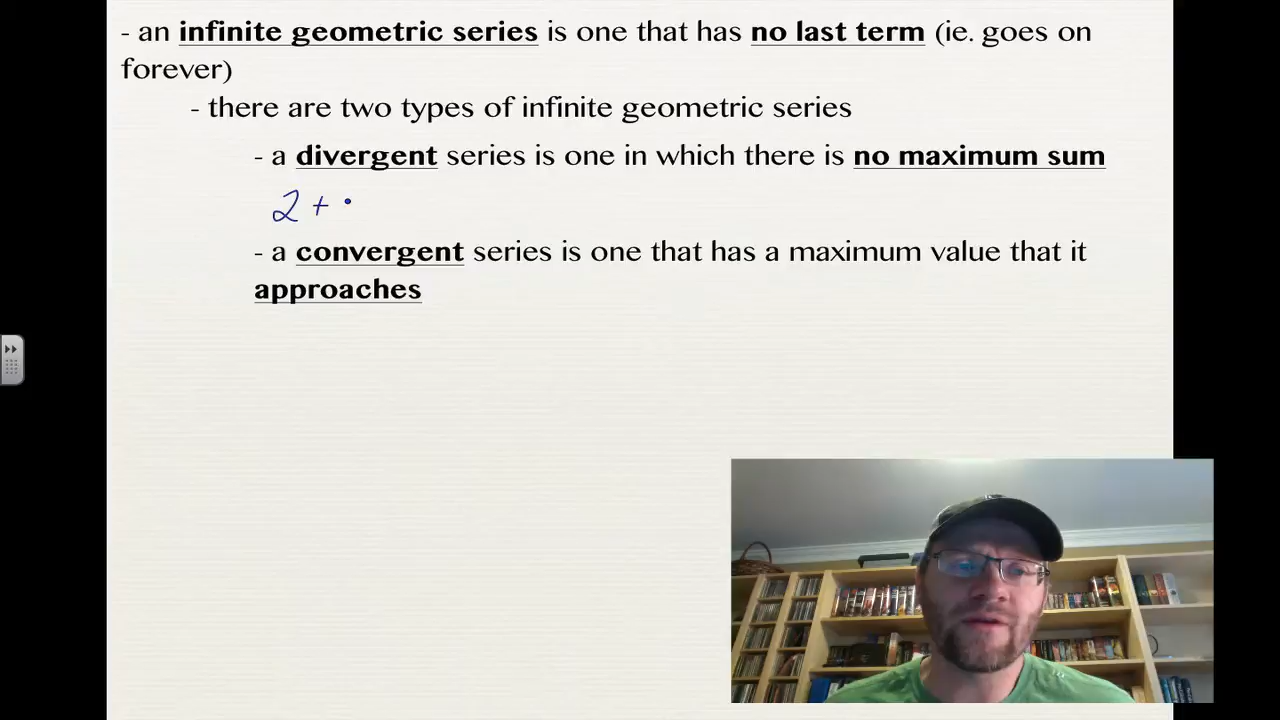 - an infinite geometric series is one that has no last term (ie. goes on
forever)
- there are two types of infinite geometric series
- a divergent series is one in which there is no maximum sum
2 +
- a convergent series is one that has a maximum value that it
approaches